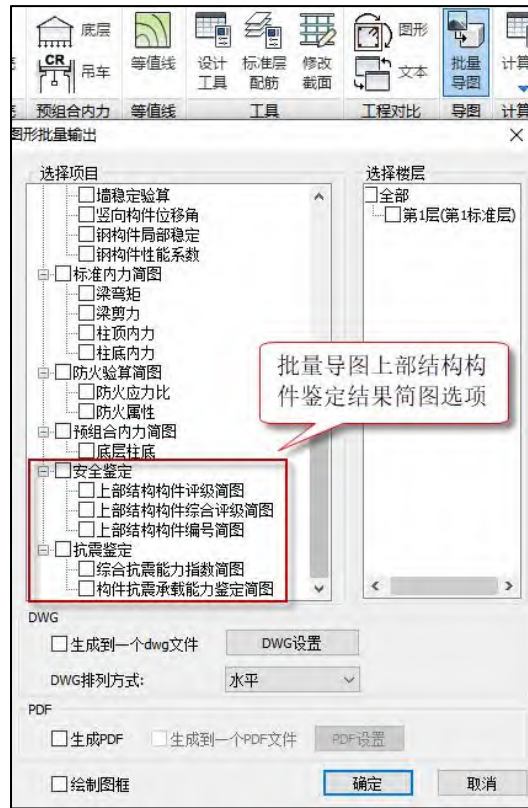 底层
CR
吊车
等值线
设计
工具
标准层
配筋
修改
截面
图形
文本
批量
导图
计算
预组合内力
等值线
工具
工程对比
导图
计算
图形批量输出
选择项目
墙稳定验算
竖向构件位移角
钢构件局部稳定
钢构件性能系数
标准内力简图
梁弯矩
梁剪力
柱顶内力
柱底内力
防火验算简图
防火应力比
防火属性
预组合内力简图
底层柱底
安全鉴定
上部结构构件评级简图
上部结构构件综合评级简图
上部结构构件编号简图
抗震鉴定
综合抗震能力指数简图
构件抗震承载能力鉴定简图
选择楼层
全部
第1层(第1标准层)
批量导图上部结构构
件鉴定结果简图选项
DWG
生成到一个dwg文件
DWG设置
DWG排列方式:
水平
PDF
生成PDF
生成到一个PDF文件
PDF设置
绘制图框
确定
取消